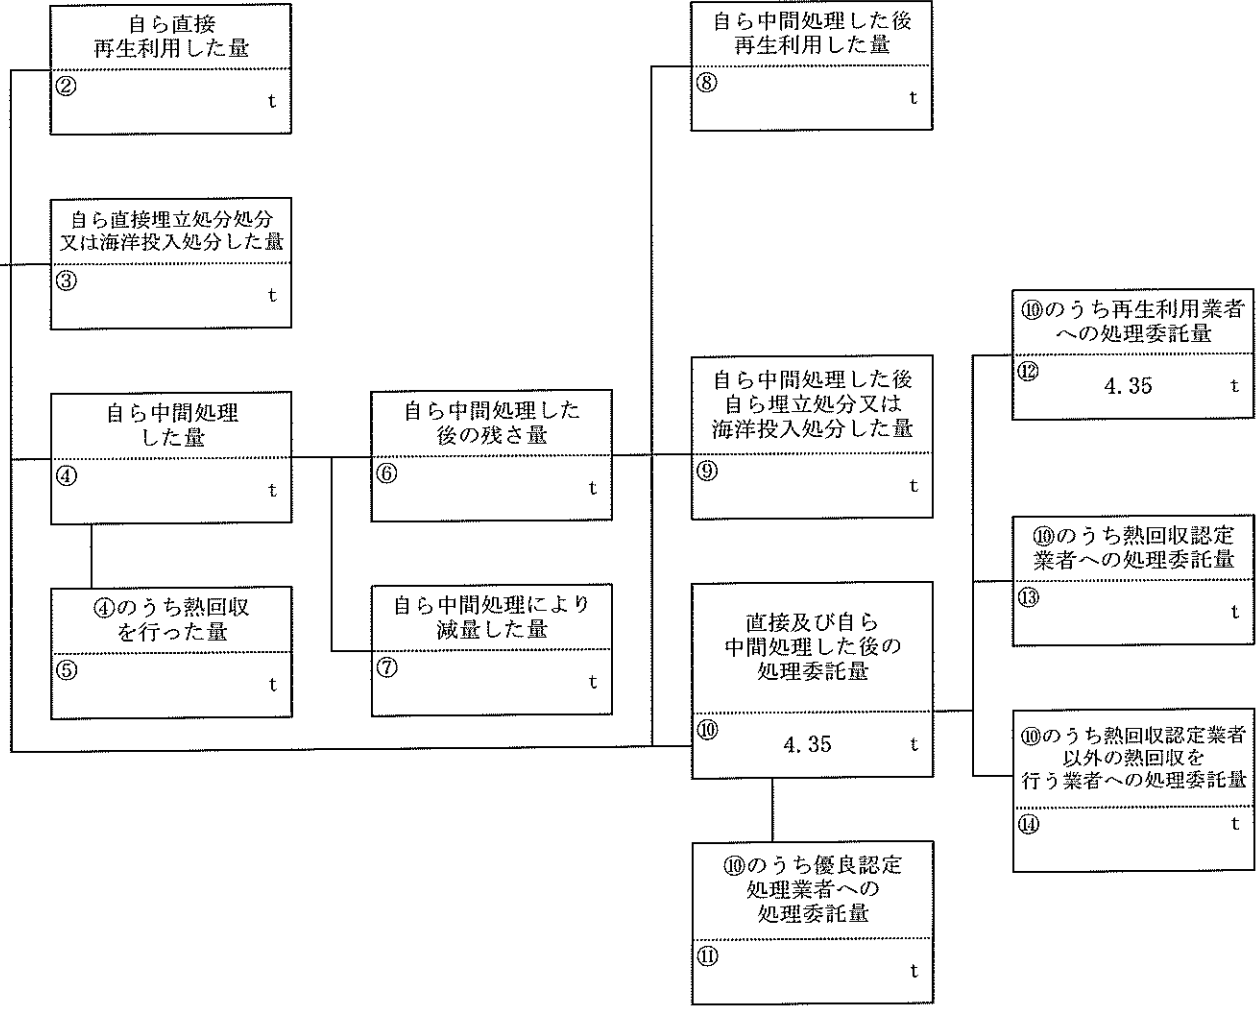 自ら直接
再生利用した量
②
t
自ら直接埋立処分処分
又は海洋投入処分した量
③
t
自ら中間処理
した量
④
t
④のうち熱回収
を行った量
⑤
t
自ら中間処理した
後の残さ量
⑥
t
自ら中間処理により
減量した量
⑦
t
自ら中間処理した後
再生利用した量
⑧
t
自ら中間処理した後
自ら埋立処分又は
海洋投入処分した量
⑨
t
直接及び自ら
中間処理した後の
処理委託量
⑩ 4.35 t
⑩のうち優良認定
処理業者への
処理委託量
⑪
t
⑩のうち再生利用業者
への処理委託量
⑫ 4.35 t
⑩のうち熱回収認定
業者への処理委託量
⑬
t
⑩のうち熱回収認定業者
以外の熱回収を
行う業者への処理委託量
⑭ t